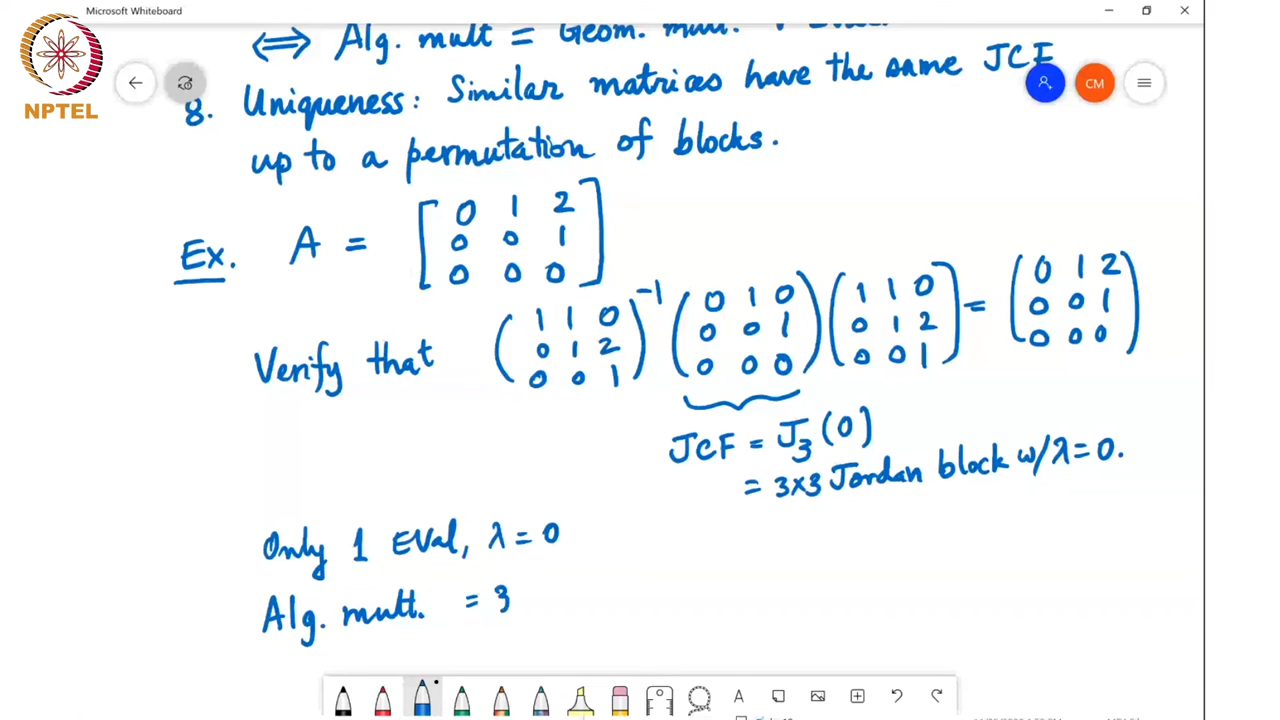 Microsoft Whiteboard
NPTEL
CM
⟺ Alg. mult = Geom. mult. ∀
8. Uniqueness: Similar matrices have the same JCF
up to a permutation of blocks.
Ex. A = [0 1 2
0 0 1
0 0 0]
Verify that (1 1 0
0 1 2
0 0 1)⁻¹ (0 1 0
0 0 1
0 0 0) (1 1 0
0 1 2
0 0 1) = (0 1 2
0 0 1
0 0 0)
JCF = J₃(0)
= 3×3 Jordan block w/ λ=0.
Only 1 EVal, λ = 0
Alg. mult. = 3
A